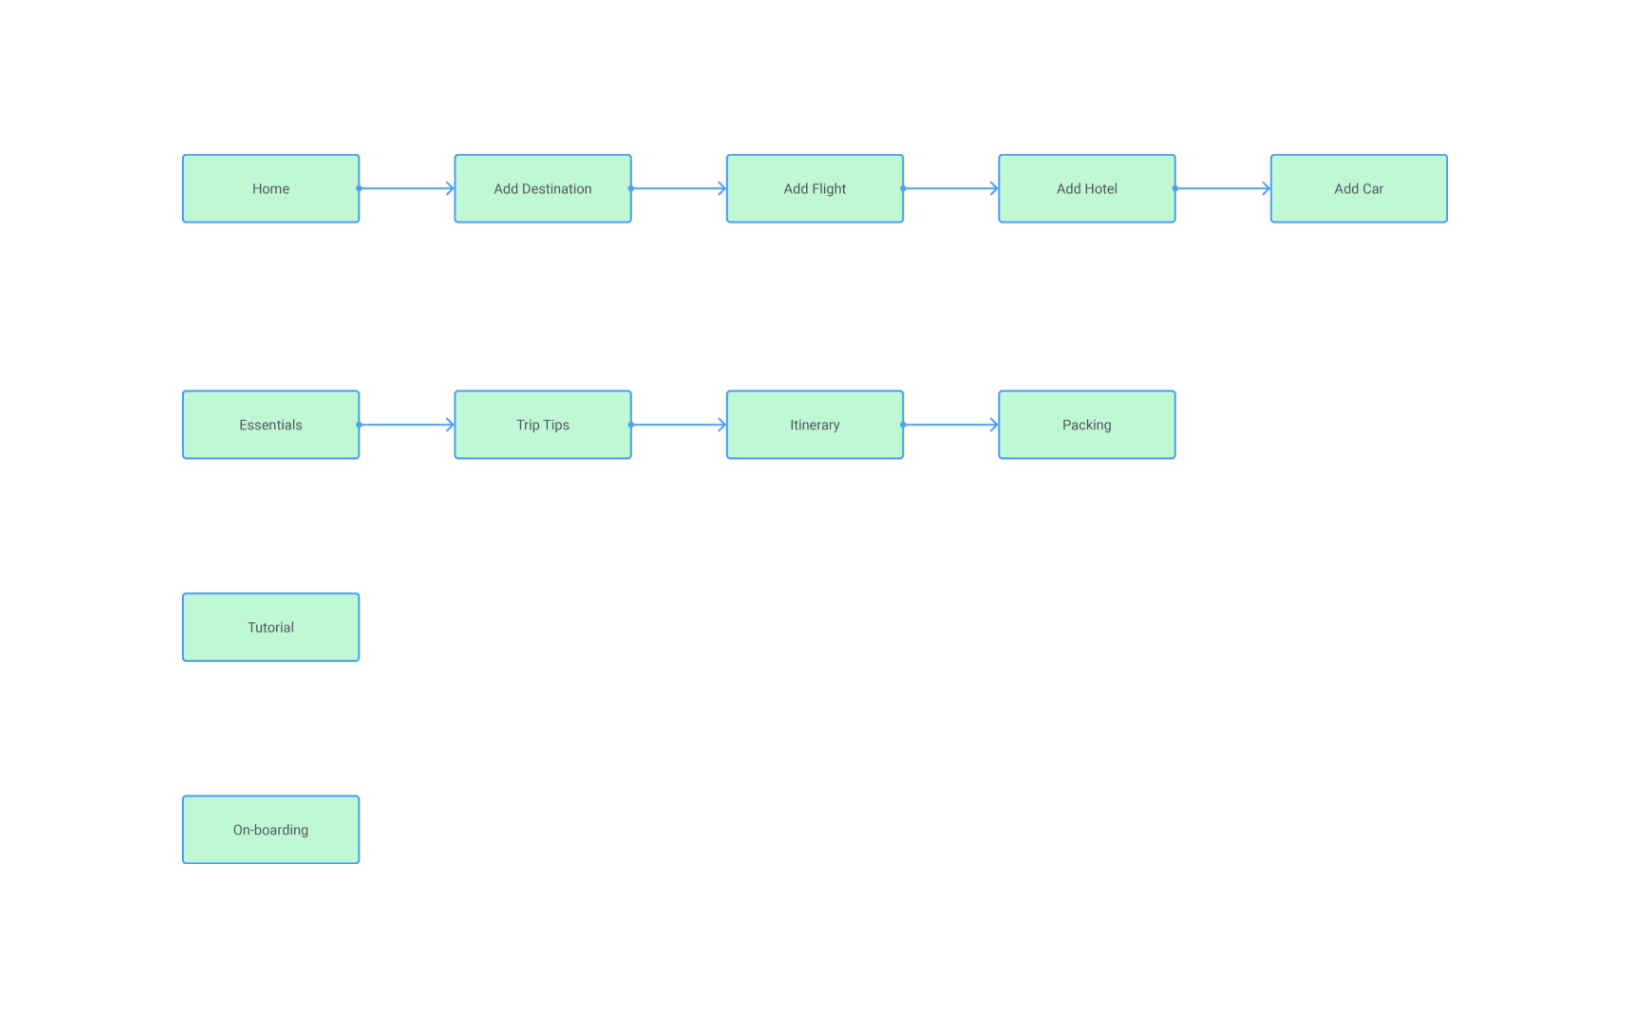 Home
Add Destination
Add Flight
Add Hotel
Add Car
Essentials
Trip Tips
Itinerary
Packing
Tutorial
On-boarding